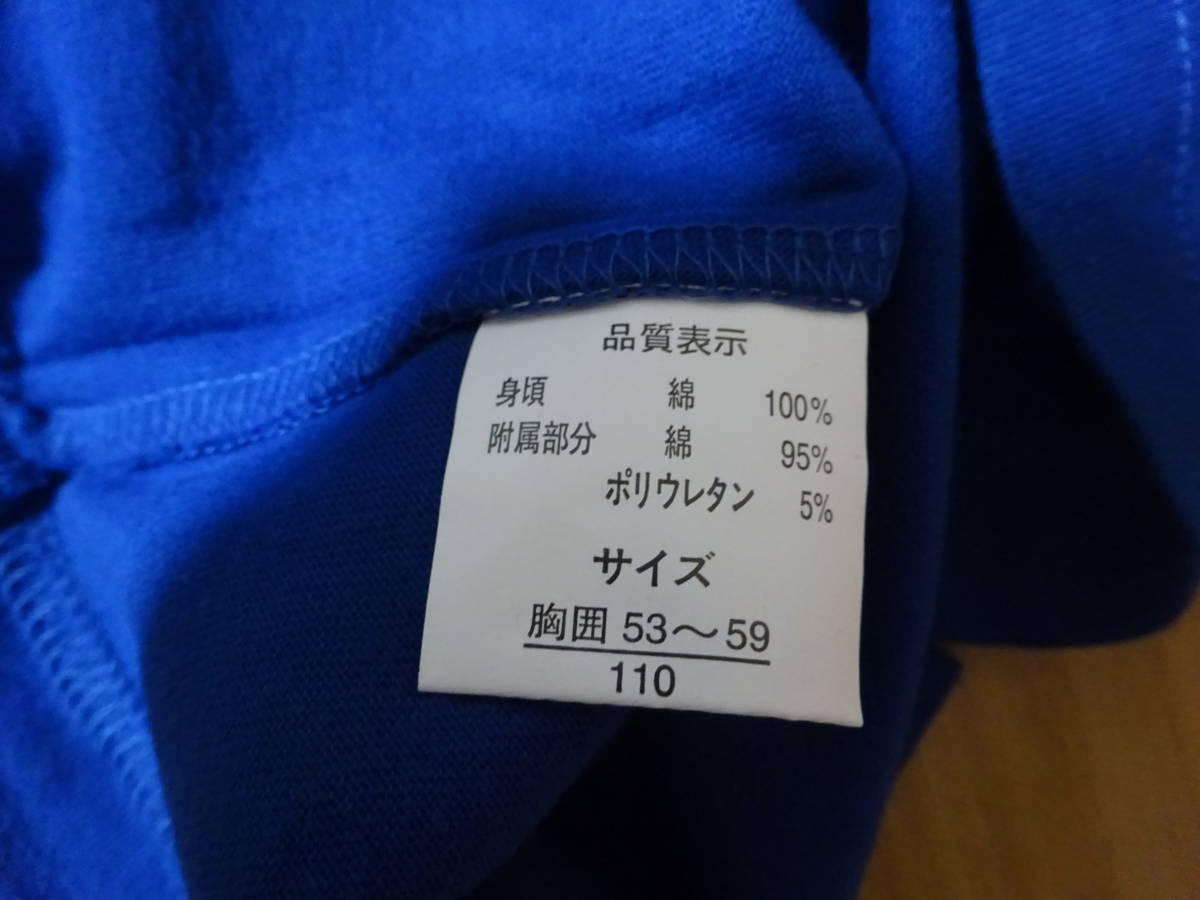 品質表示
身頃 綿 100%
附属部分 綿 95%
ポリウレタン 5%
サイズ
胸囲 53〜59
110